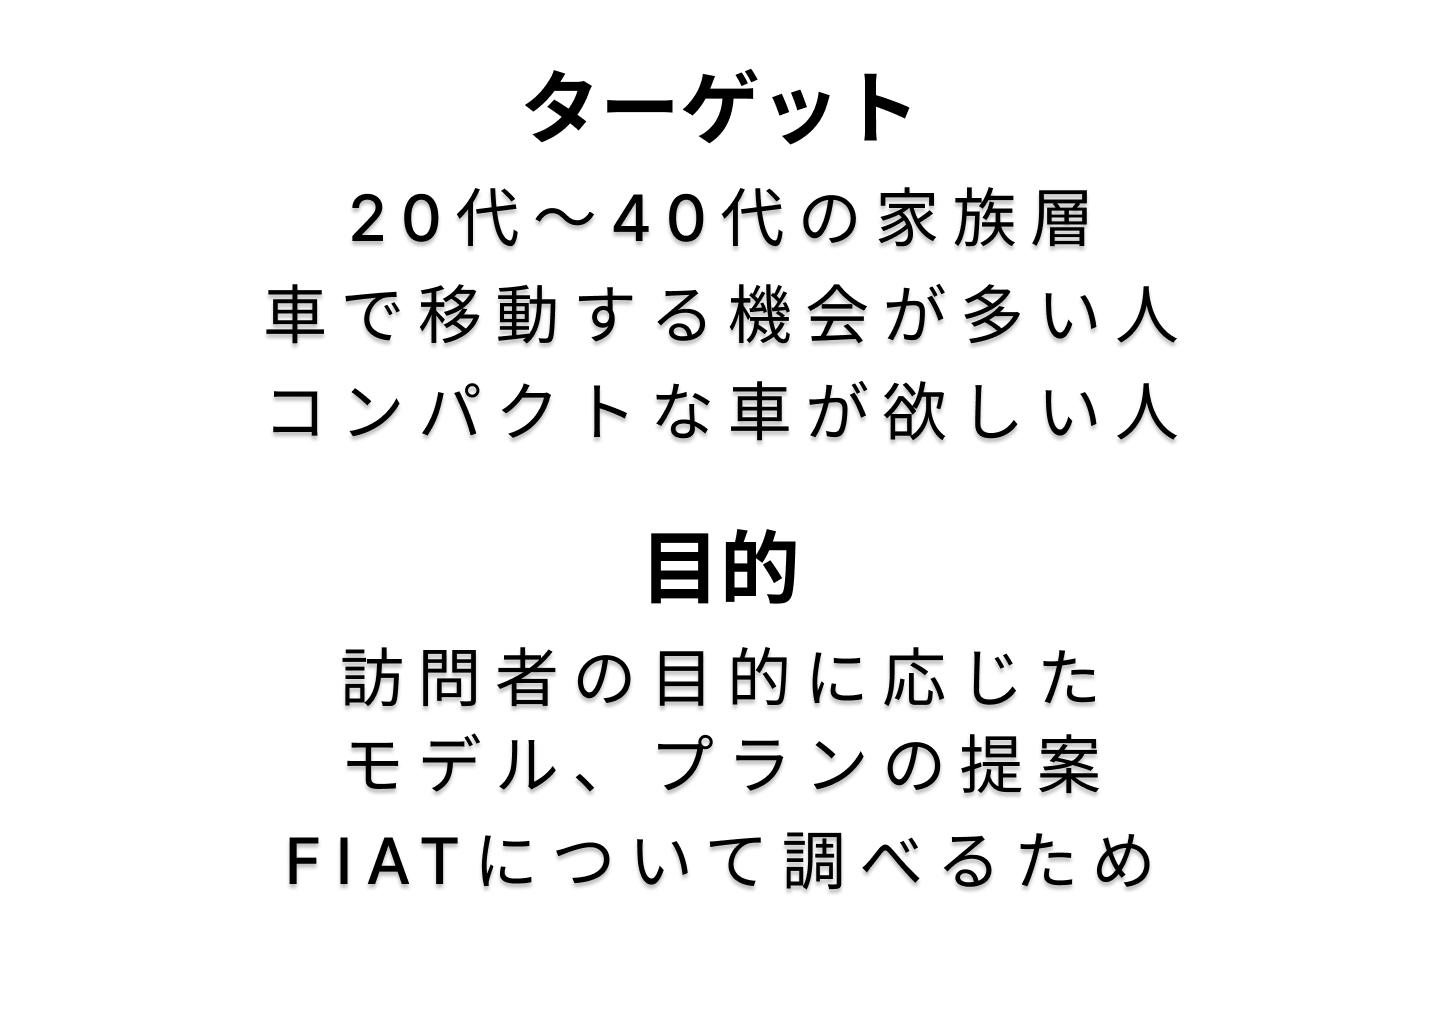 ターゲット
20代～40代の家族層
車で移動する機会が多い人
コンパクトな車が欲しい人
目的
訪問者の目的に応じた
モデル、プランの提案
FIATについて調べるため